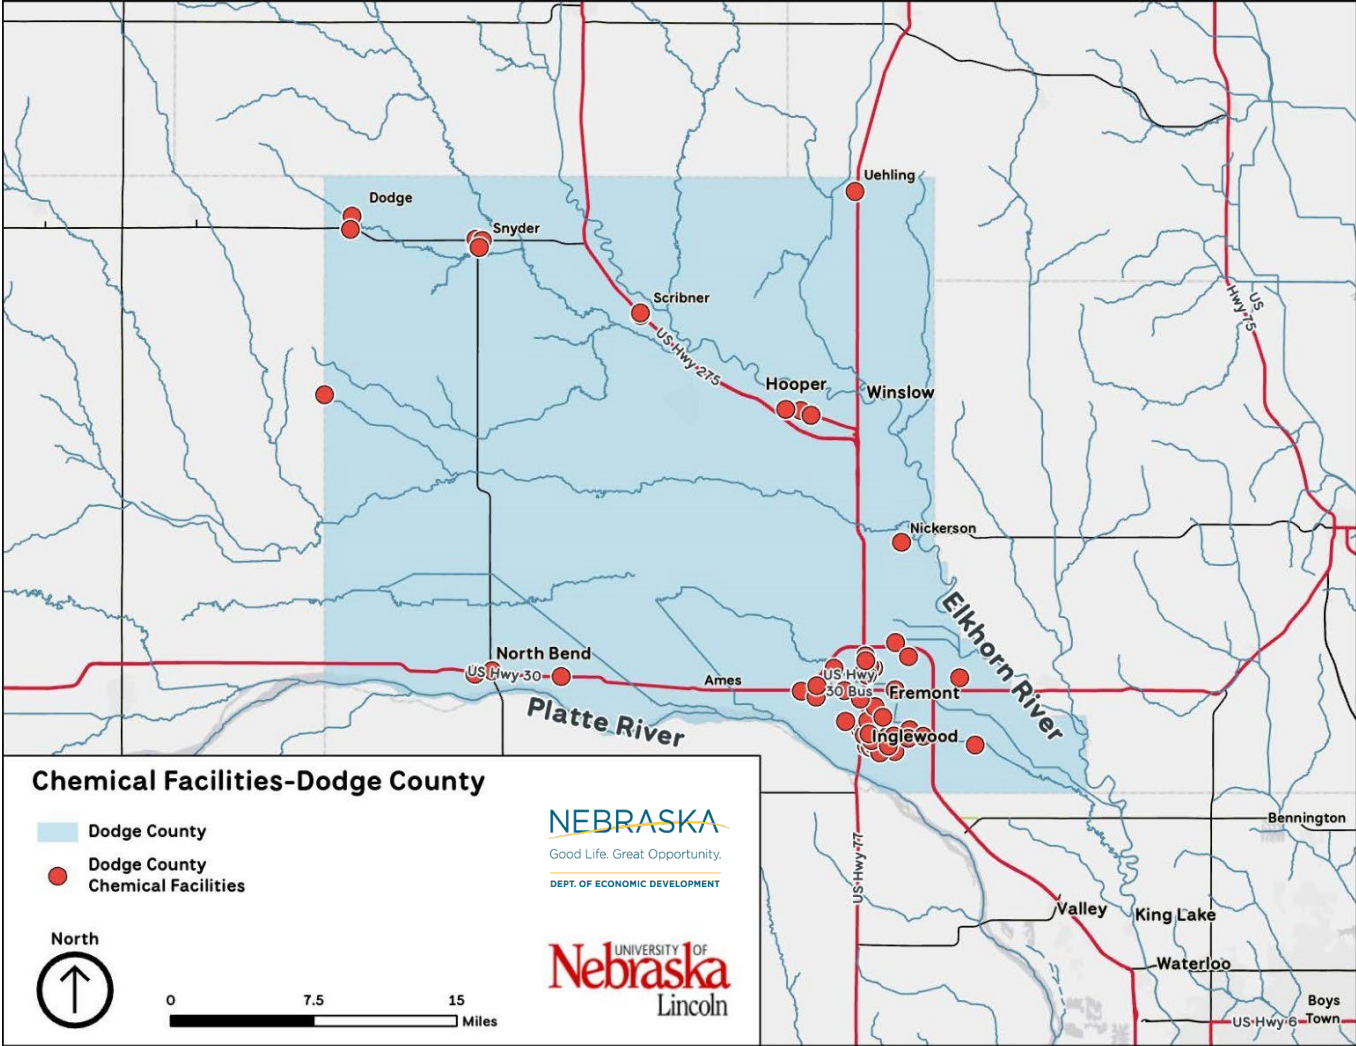 Uehling
Dodge
Snyder
US
Hwy 75
Scribner
US Hwy 275
Hooper
Winslow
Nickerson
Elkhorn River
North Bend
US Hwy 30
Ames
US Hwy
30 Bus
Fremont
Platte River
Inglewood
Chemical Facilities-Dodge County
Dodge County
Dodge County
Chemical Facilities
North
0 7.5 15
Miles
NEBRASKA
Good Life. Great Opportunity.
DEPT. OF ECONOMIC DEVELOPMENT
UNIVERSITY OF
Nebraska
Lincoln
US Hwy 77
Bennington
Valley
King Lake
Waterloo
Boys
Town
US Hwy 6